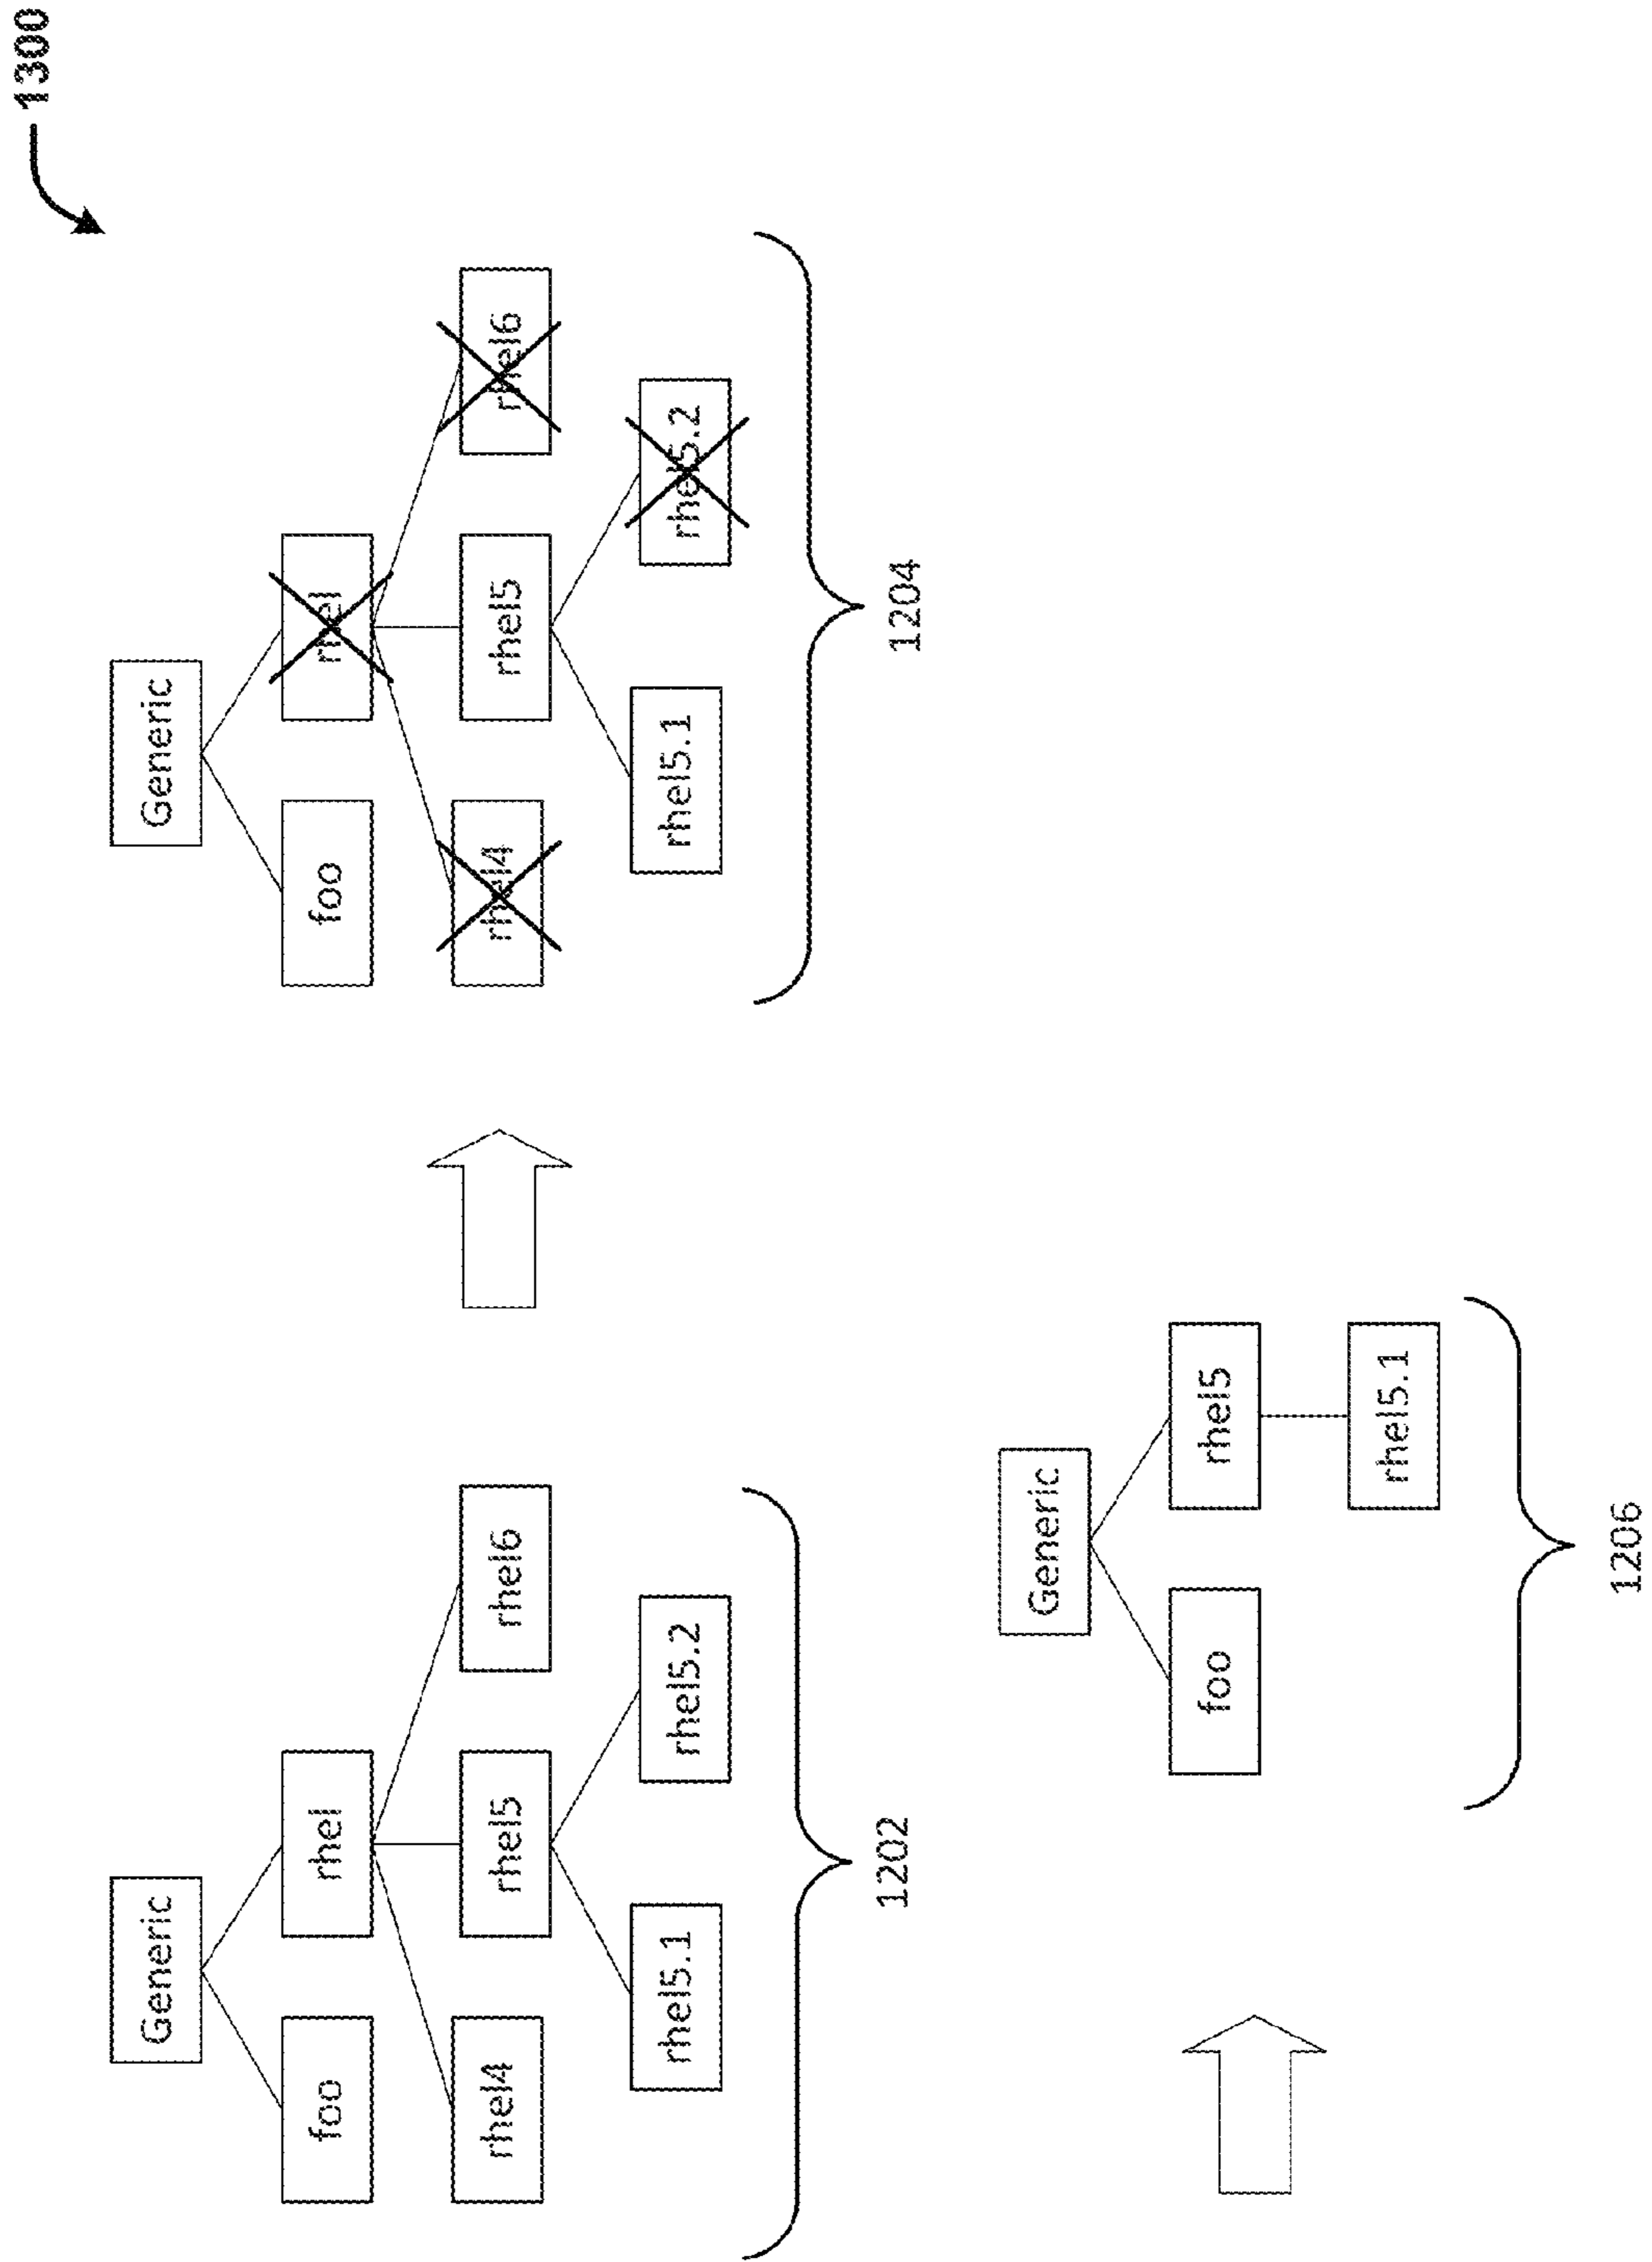 1300
Generic
foo
rhel
rhel4
rhel5
rhel6
rhel5.1
rhel5.2
1202
Generic
foo
rhel
rhel4
rhel5
rhel6
rhel5.1
rhel5.2
1204
Generic
foo
rhel5
rhel5.1
1206